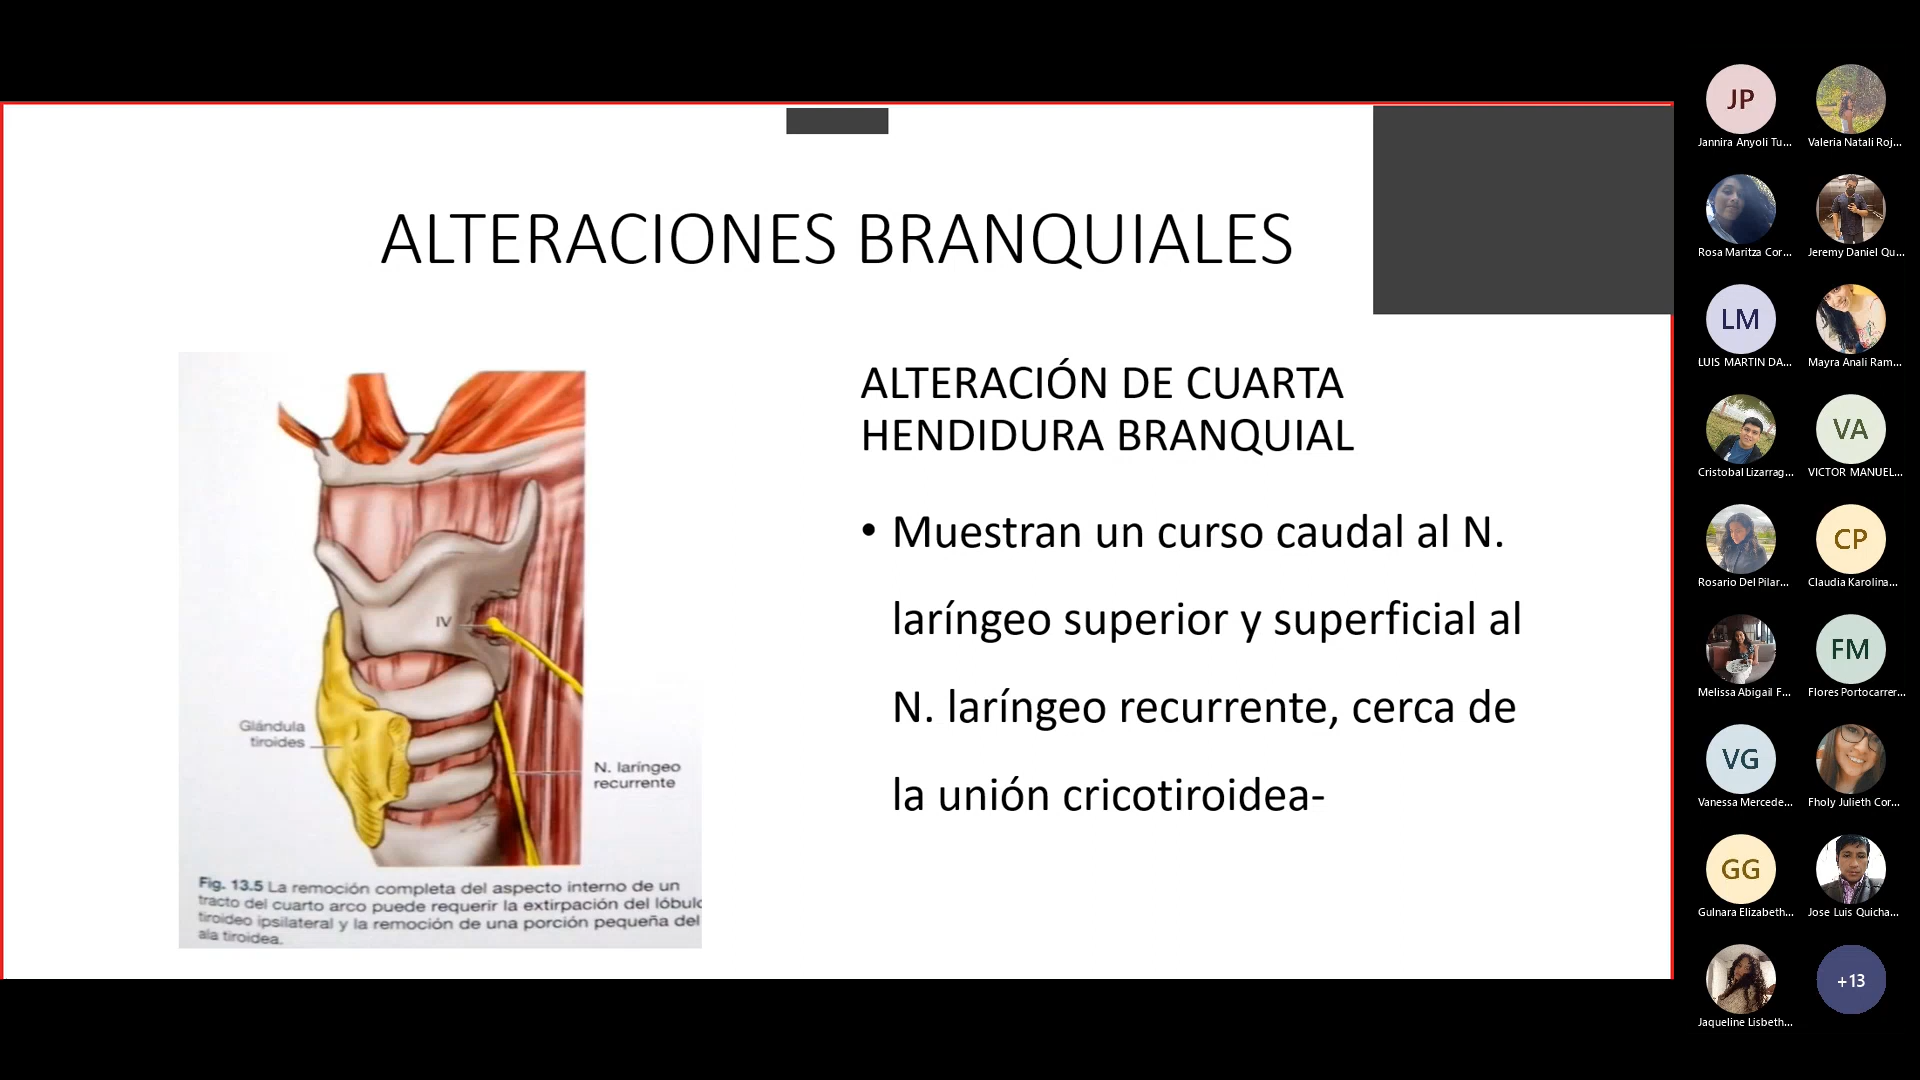 ALTERACIONES BRANQUIALES
IV
Glándula
tiroides
N. laríngeo
recurrente
Fig. 13.5 La remoción completa del aspecto interno de un
tracto del cuarto arco puede requerir la extirpación del lóbulo
tiroideo ipsilateral y la remoción de una porción pequeña del
ala tiroidea.
ALTERACIÓN DE CUARTA
HENDIDURA BRANQUIAL
• Muestran un curso caudal al N.
laríngeo superior y superficial al
N. laríngeo recurrente, cerca de
la unión cricotiroidea-
JP
Jannira Anyoli Tu...
Valeria Natali Roj...
Rosa Maritza Cor...
Jeremy Daniel Qu...
LM
LUIS MARTIN DA...
Mayra Anali Ram...
Cristobal Lizarrag...
VA
VICTOR MANUEL...
Rosario Del Pilar...
CP
Claudia Karolina...
Melissa Abigail F...
FM
Flores Portocarrer...
VG
Vanessa Mercede...
Fholy Julieth Cor...
GG
Gulnara Elizabeth...
Jose Luis Quicha...
Jaqueline Lisbeth...
+13